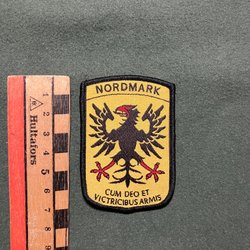 NORDMARK
CUM DEO ET
VICTRICIBUS ARMIS
Hultafors